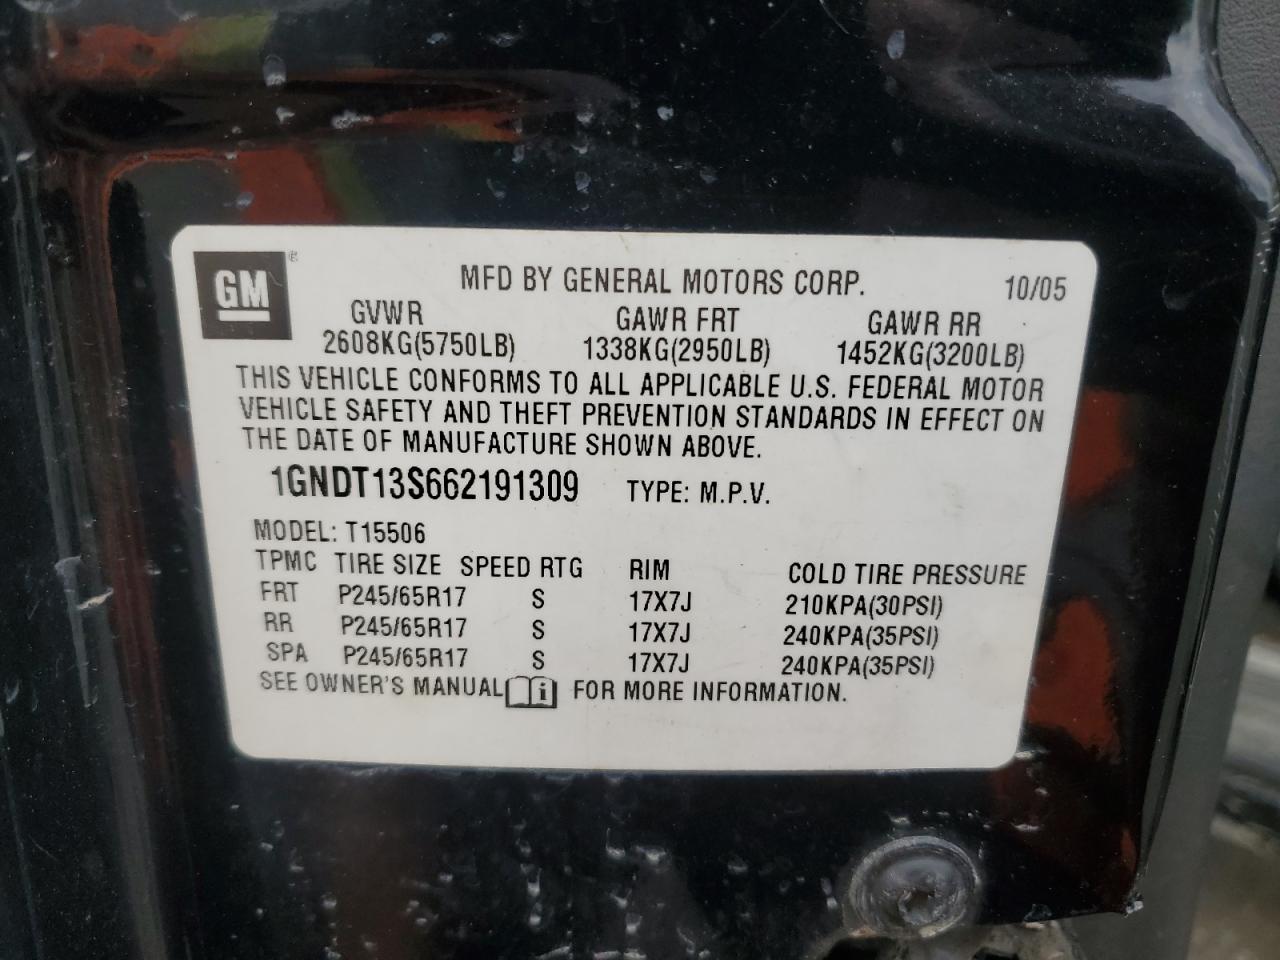 GM ®
MFD BY GENERAL MOTORS CORP. 10/05
GVWR GAWR FRT GAWR RR
2608KG(5750LB) 1338KG(2950LB) 1452KG(3200LB)
THIS VEHICLE CONFORMS TO ALL APPLICABLE U.S. FEDERAL MOTOR
VEHICLE SAFETY AND THEFT PREVENTION STANDARDS IN EFFECT ON
THE DATE OF MANUFACTURE SHOWN ABOVE.
1GNDT13S662191309 TYPE: M.P.V.
MODEL: T15506
TPMC TIRE SIZE SPEED RTG RIM COLD TIRE PRESSURE
FRT P245/65R17 S 17X7J 210KPA(30PSI)
RR P245/65R17 S 17X7J 240KPA(35PSI)
SPA P245/65R17 S 17X7J 240KPA(35PSI)
SEE OWNER'S MANUAL i FOR MORE INFORMATION.